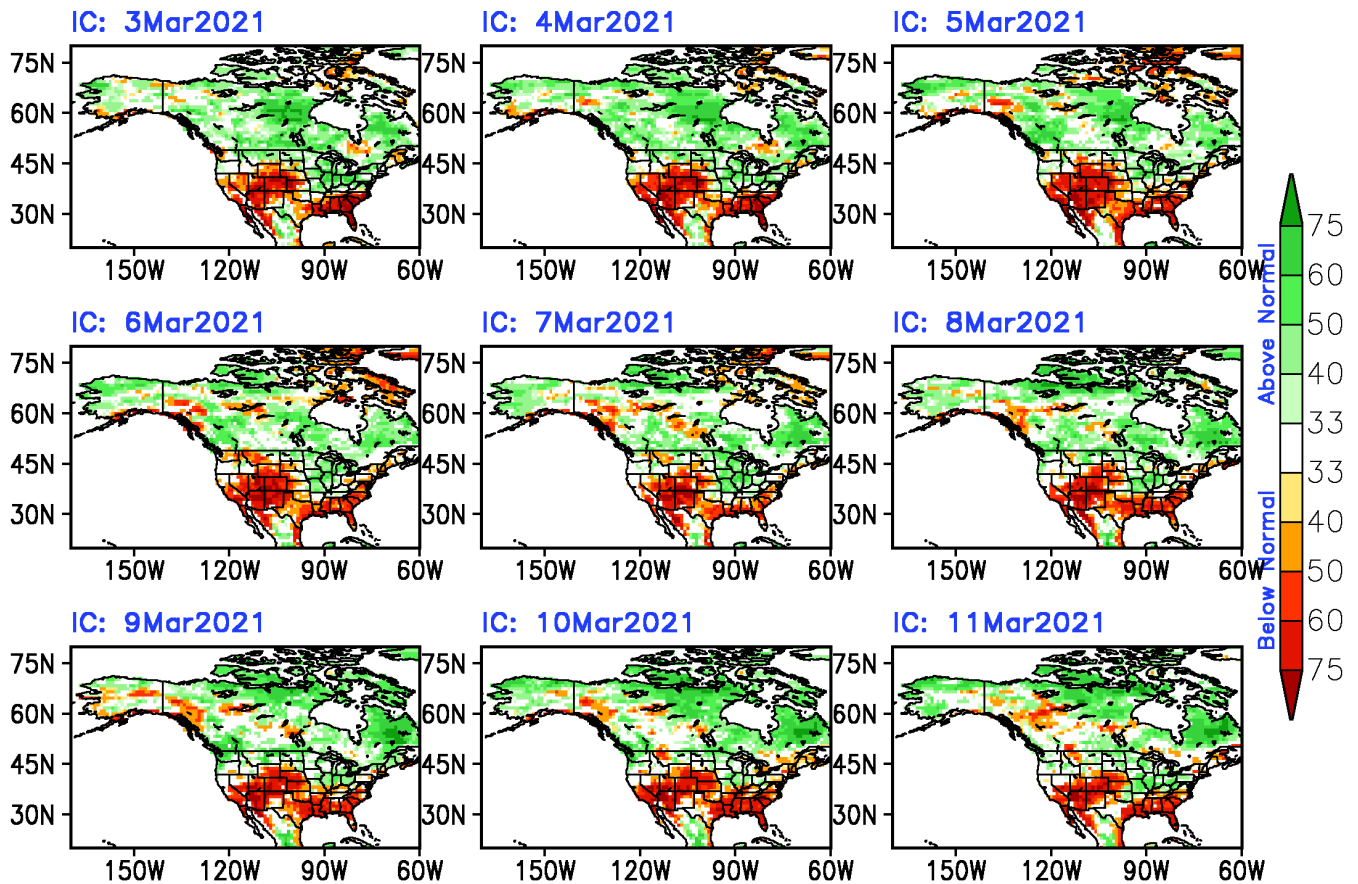 IC: 3Mar2021 IC: 4Mar2021 IC: 5Mar2021
75N 75N 75N
60N 60N 60N
45N 45N 45N
30N 30N 30N
150W 120W 90W 60W 150W 120W 90W 60W 150W 120W 90W 60W
IC: 6Mar2021 IC: 7Mar2021 IC: 8Mar2021
75N 75N 75N
60N 60N 60N
45N 45N 45N
30N 30N 30N
150W 120W 90W 60W 150W 120W 90W 60W 150W 120W 90W 60W
IC: 9Mar2021 IC: 10Mar2021 IC: 11Mar2021
75N 75N 75N
60N 60N 60N
45N 45N 45N
30N 30N 30N
150W 120W 90W 60W 150W 120W 90W 60W 150W 120W 90W 60W
Above Normal
Below Normal
75
60
50
40
33
33
40
50
60
75